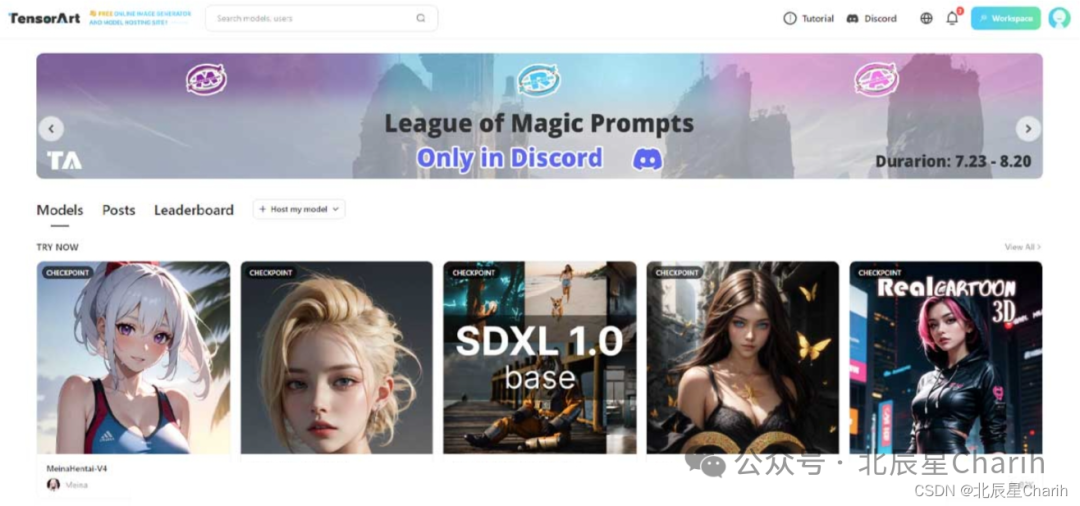 TensorArt
FREE ONLINE IMAGE GENERATOR
AND MODEL HOSTING SITE!
Search models, users
Tutorial
Discord
Workspace
League of Magic Prompts
Only in Discord
TA
Durarion: 7.23 - 8.20
Models
Posts
Leaderboard
+ Host my model
TRY NOW
View All >
CHECKPOINT
CHECKPOINT
CHECKPOINT
CHECKPOINT
CHECKPOINT
SDXL 1.0
base
RealCARTOON
3D
MeinaHentai-V4
Meina
公众号 · 北辰星Charih
CSDN @北辰星Charih